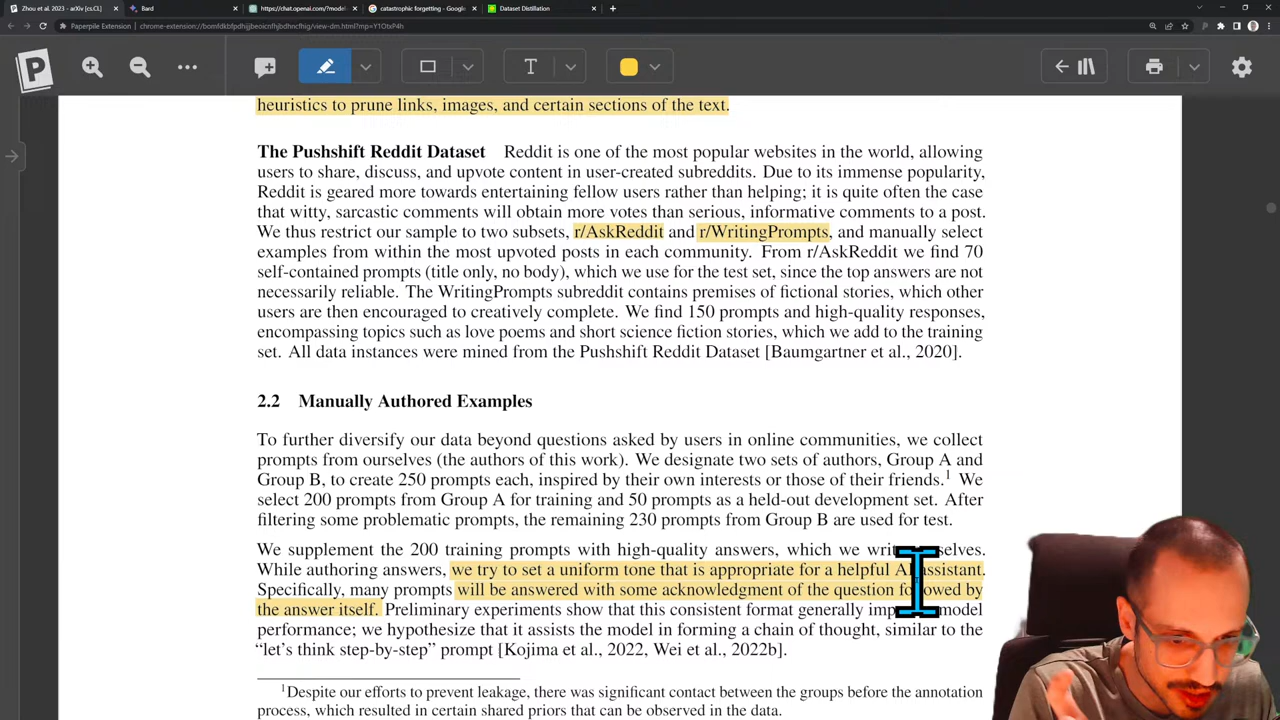 Zhou et al. 2023 - arXiv [cs.CL]
Bard
https://chat.openai.com/?model
catastrophic forgetting - Google
Dataset Distillation
Paperpile Extension
P
T
heuristics to prune links, images, and certain sections of the text.
The Pushshift Reddit Dataset Reddit is one of the most popular websites in the world, allowing
users to share, discuss, and upvote content in user-created subreddits. Due to its immense popularity,
Reddit is geared more towards entertaining fellow users rather than helping; it is quite often the case
that witty, sarcastic comments will obtain more votes than serious, informative comments to a post.
We thus restrict our sample to two subsets, r/AskReddit and r/WritingPrompts, and manually select
examples from within the most upvoted posts in each community. From r/AskReddit we find 70
self-contained prompts (title only, no body), which we use for the test set, since the top answers are not
necessarily reliable. The WritingPrompts subreddit contains premises of fictional stories, which other
users are then encouraged to creatively complete. We find 150 prompts and high-quality responses,
encompassing topics such as love poems and short science fiction stories, which we add to the training
set. All data instances were mined from the Pushshift Reddit Dataset [Baumgartner et al., 2020].
2.2 Manually Authored Examples
To further diversify our data beyond questions asked by users in online communities, we collect
prompts from ourselves (the authors of this work). We designate two sets of authors, Group A and
Group B, to create 250 prompts each, inspired by their own interests or those of their friends.¹ We
select 200 prompts from Group A for training and 50 prompts as a held-out development set. After
filtering some problematic prompts, the remaining 230 prompts from Group B are used for test.
We supplement the 200 training prompts with high-quality answers, which we
While authoring answers, we try to set a uniform tone that is appropriate for a helpful AI assistant.
Specifically, many prompts will be answered with some acknowledgment of the question followed by
the answer itself. Preliminary experiments show that this consistent format generally model
performance; we hypothesize that it assists the model in forming a chain of thought, similar to the
“let’s think step-by-step” prompt [Kojima et al., 2022, Wei et al., 2022b].
¹Despite our efforts to prevent leakage, there was significant contact between the groups before the annotation
process, which resulted in certain shared priors that can be observed in the data.